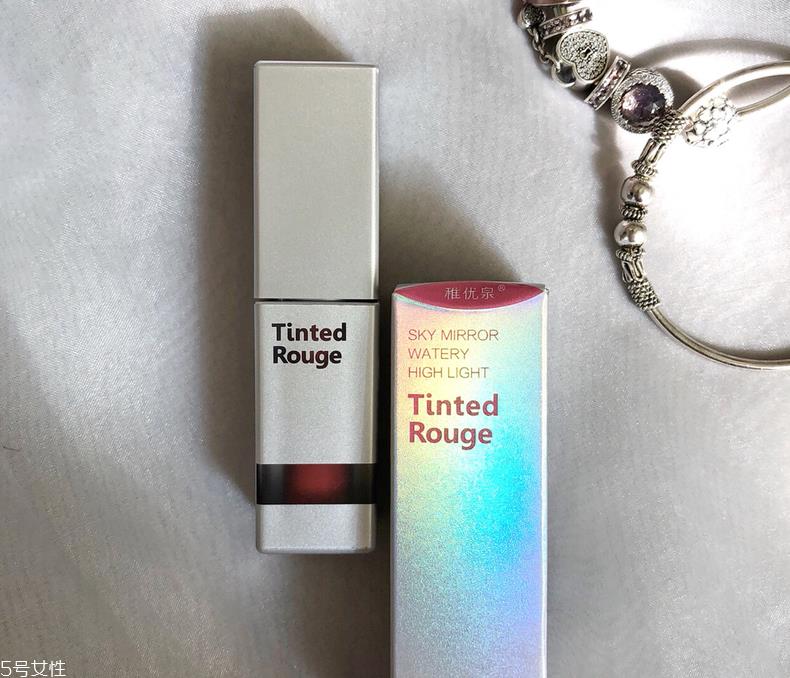 Tinted
Rouge
稚优泉®
SKY MIRROR
WATERY
HIGH LIGHT
Tinted
Rouge
5号女性